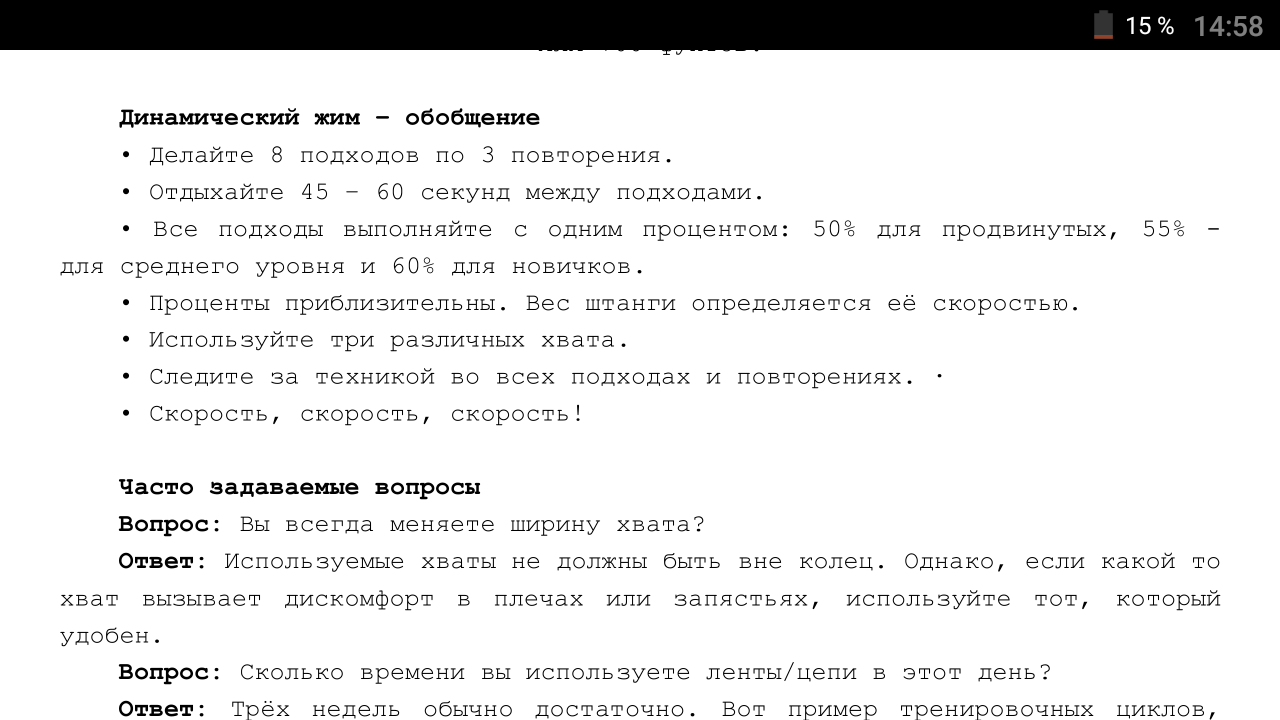 15 % 14:58
Динамический жим – обобщение
• Делайте 8 подходов по 3 повторения.
• Отдыхайте 45 – 60 секунд между подходами.
• Все подходы выполняйте с одним процентом: 50% для продвинутых, 55% -
для среднего уровня и 60% для новичков.
• Проценты приблизительны. Вес штанги определяется её скоростью.
• Используйте три различных хвата.
• Следите за техникой во всех подходах и повторениях. ·
• Скорость, скорость, скорость!
Часто задаваемые вопросы
Вопрос: Вы всегда меняете ширину хвата?
Ответ: Используемые хваты не должны быть вне колец. Однако, если какой то
хват вызывает дискомфорт в плечах или запястьях, используйте тот, который
удобен.
Вопрос: Сколько времени вы используете ленты/цепи в этот день?
Ответ: Трёх недель обычно достаточно. Вот пример тренировочных циклов,